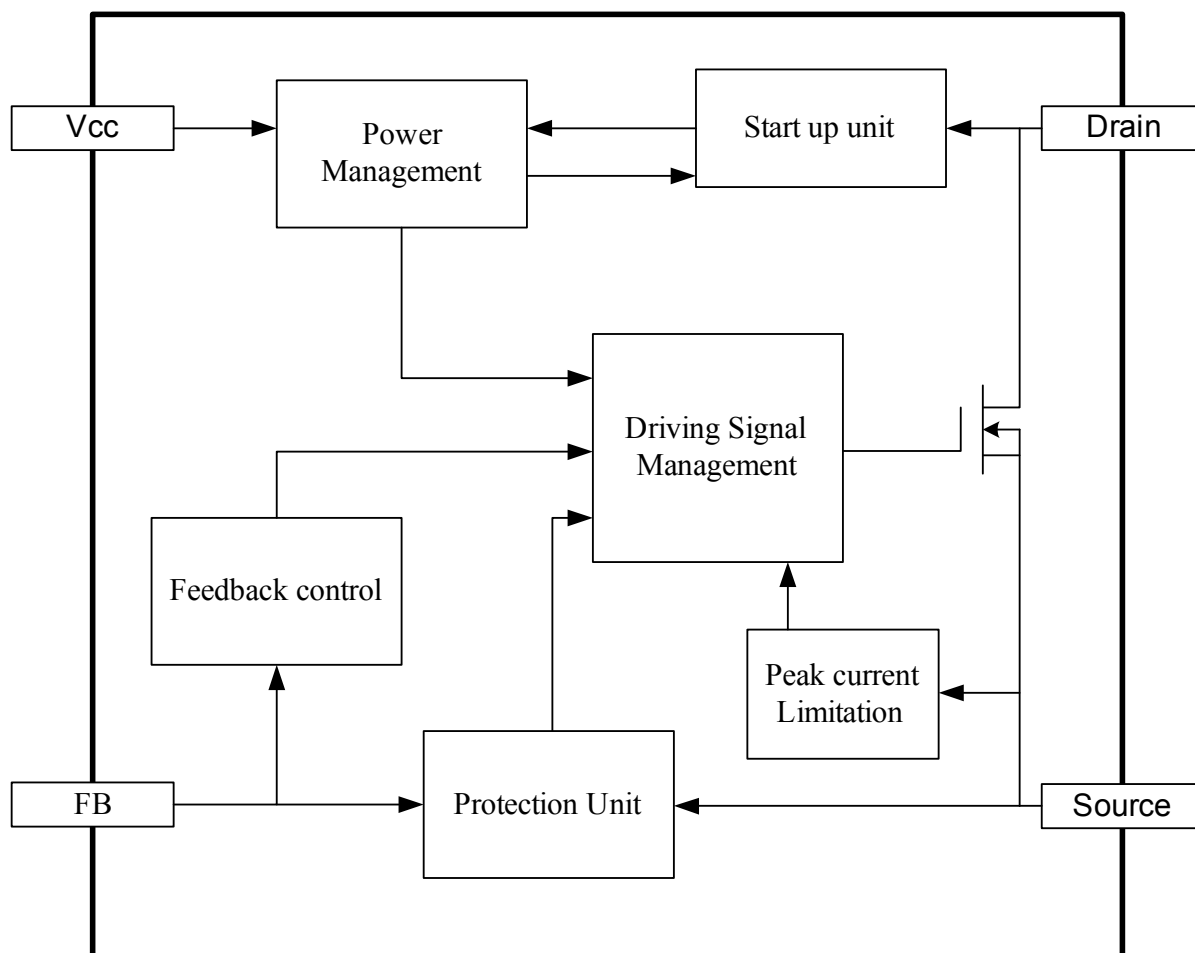 Vcc
Power
Management
Start up unit
Drain
Driving Signal
Management
Feedback control
Peak current
Limitation
FB
Protection Unit
Source